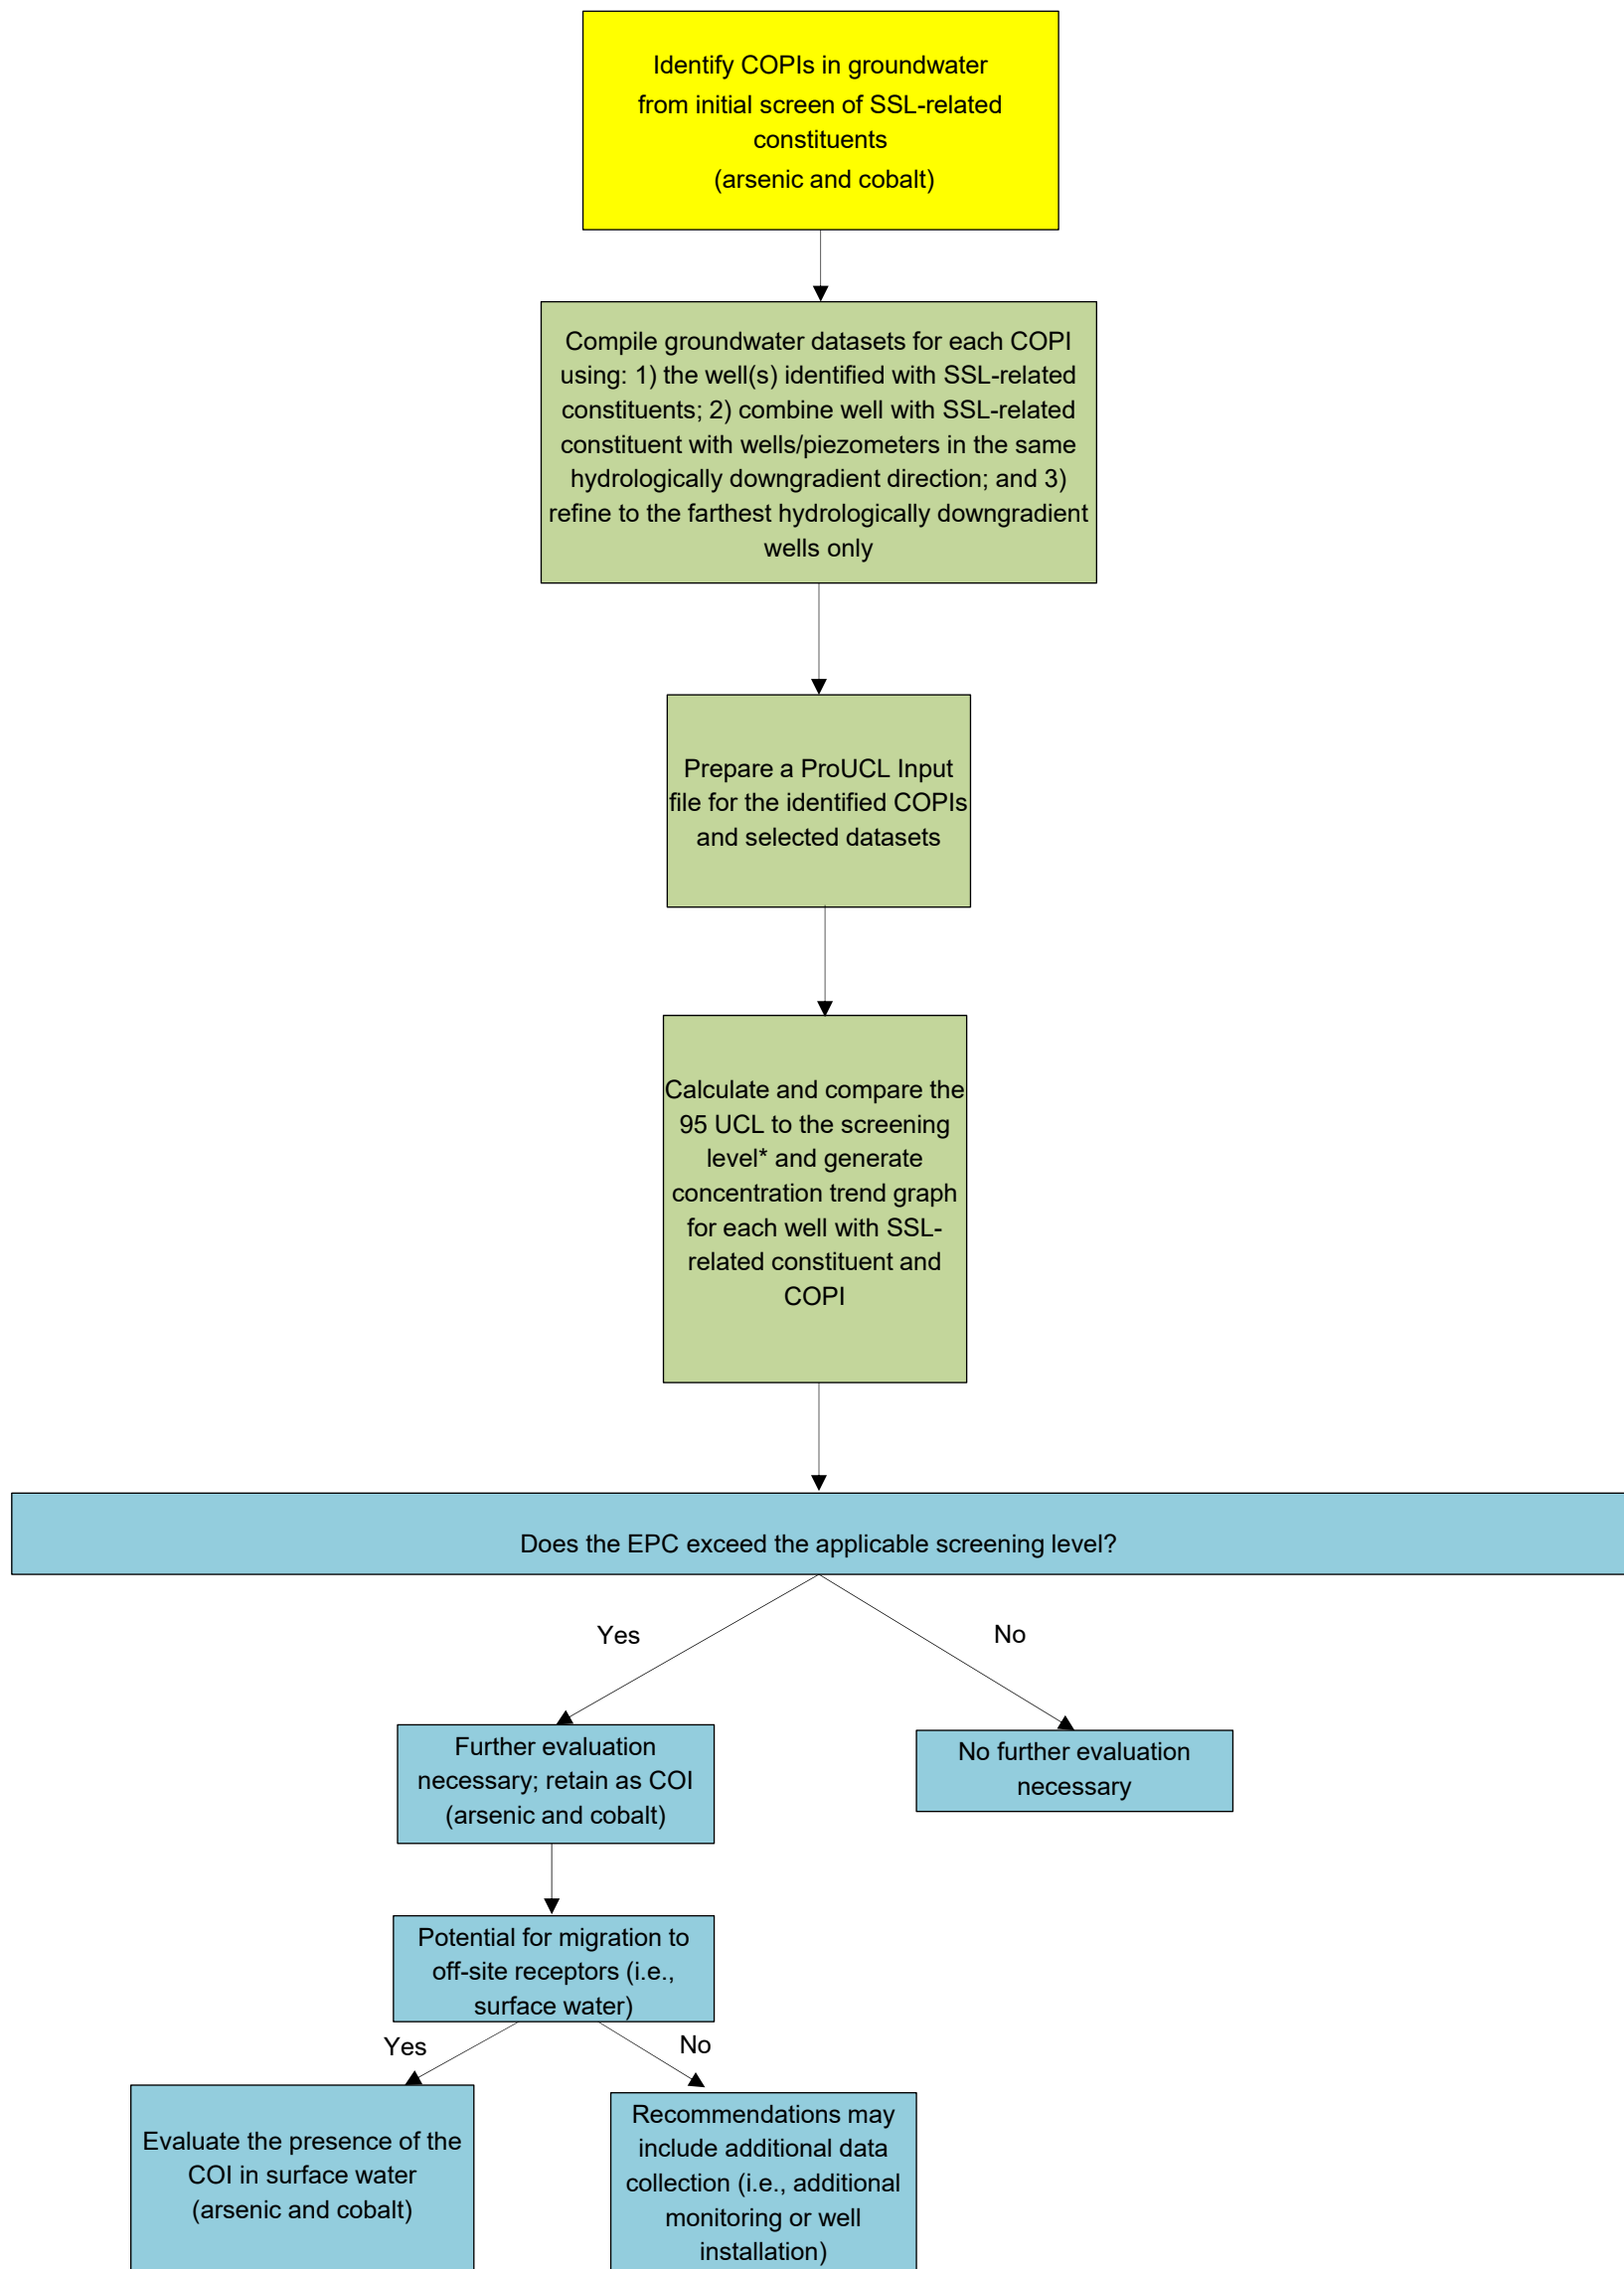 Identify COPIs in groundwater
from initial screen of SSL-related
constituents
(arsenic and cobalt)
Compile groundwater datasets for each COPI
using: 1) the well(s) identified with SSL-related
constituents; 2) combine well with SSL-related
constituent with wells/piezometers in the same
hydrologically downgradient direction; and 3)
refine to the farthest hydrologically downgradient
wells only
Prepare a ProUCL Input
file for the identified COPIs
and selected datasets
Calculate and compare the
95 UCL to the screening
level* and generate
concentration trend graph
for each well with SSL-
related constituent and
COPI
Does the EPC exceed the applicable screening level?
Yes
No
Further evaluation
necessary; retain as COI
(arsenic and cobalt)
No further evaluation
necessary
Potential for migration to
off-site receptors (i.e.,
surface water)
Yes
No
Evaluate the presence of the
COI in surface water
(arsenic and cobalt)
Recommendations may
include additional data
collection (i.e., additional
monitoring or well
installation)